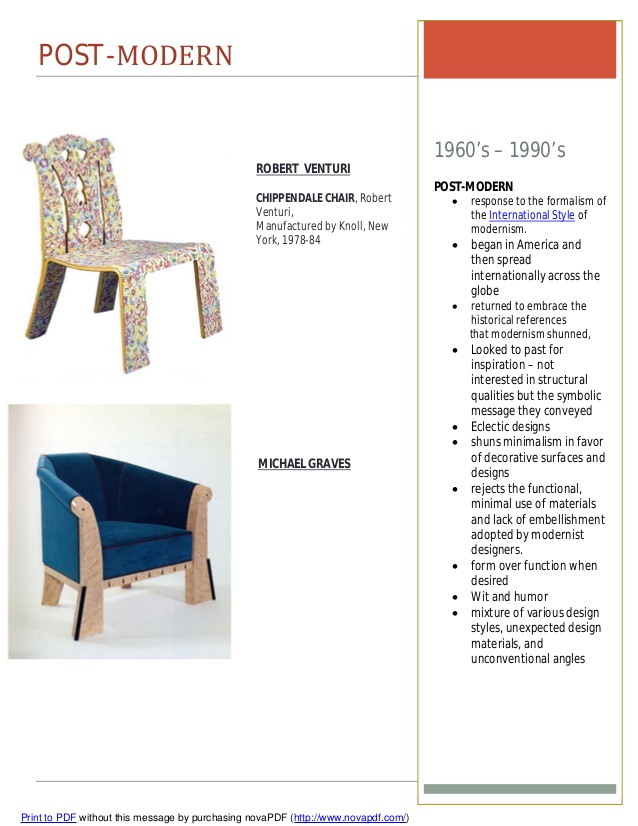 POST-MODERN
ROBERT VENTURI
CHIPPENDALE CHAIR, Robert
Venturi,
Manufactured by Knoll, New
York, 1978-84
MICHAEL GRAVES
1960’s – 1990’s
POST-MODERN
• response to the formalism of
the International Style of
modernism.
• began in America and
then spread
internationally across the
globe
• returned to embrace the
historical references
that modernism shunned,
• Looked to past for
inspiration – not
interested in structural
qualities but the symbolic
message they conveyed
• Eclectic designs
• shuns minimalism in favor
of decorative surfaces and
designs
• rejects the functional,
minimal use of materials
and lack of embellishment
adopted by modernist
designers.
• form over function when
desired
• Wit and humor
• mixture of various design
styles, unexpected design
materials, and
unconventional angles
Print to PDF without this message by purchasing novaPDF (http://www.novapdf.com/)